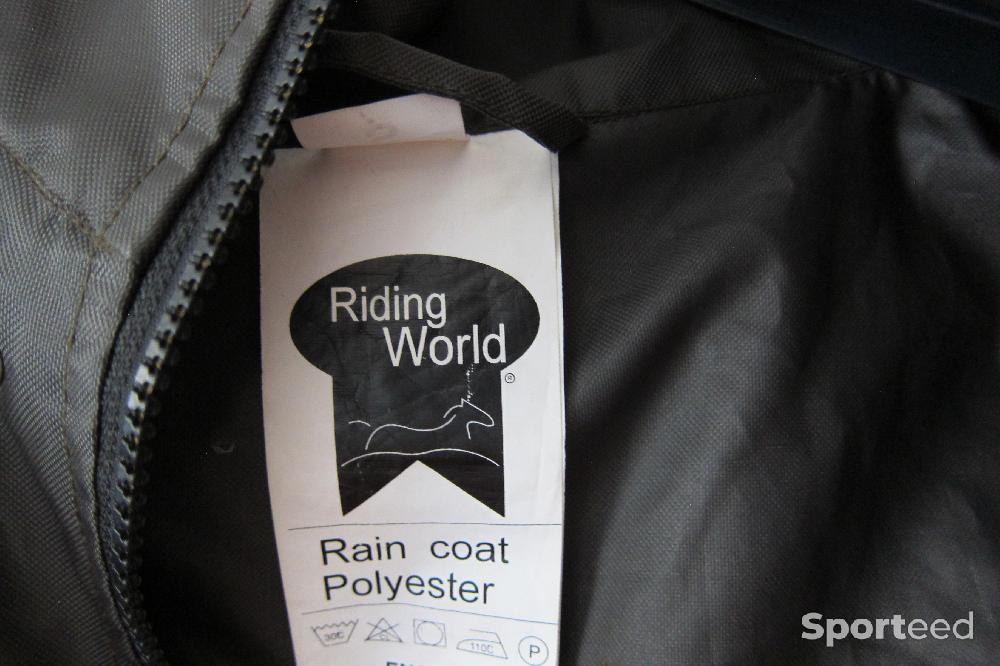 Riding
World
®
Rain coat
Polyester
30C
110C
P
Sporteed